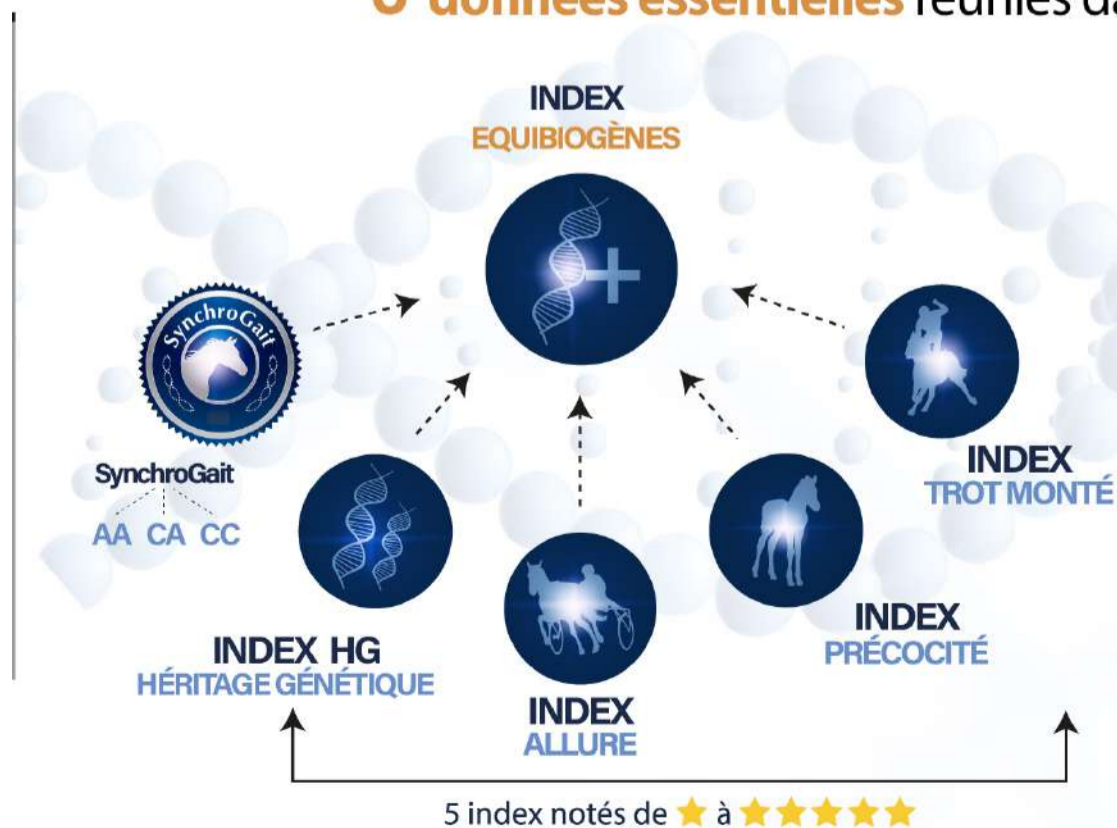 données essentielles réunies
INDEX
EQUIBIOGÈNES
SynchroGait
SynchroGait
AA CA CC
INDEX
TROT MONTÉ
INDEX
PRÉCOCITÉ
INDEX HG
HÉRITAGE GÉNÉTIQUE
INDEX
ALLURE
5 index notés de ⭐ à ⭐⭐⭐⭐⭐